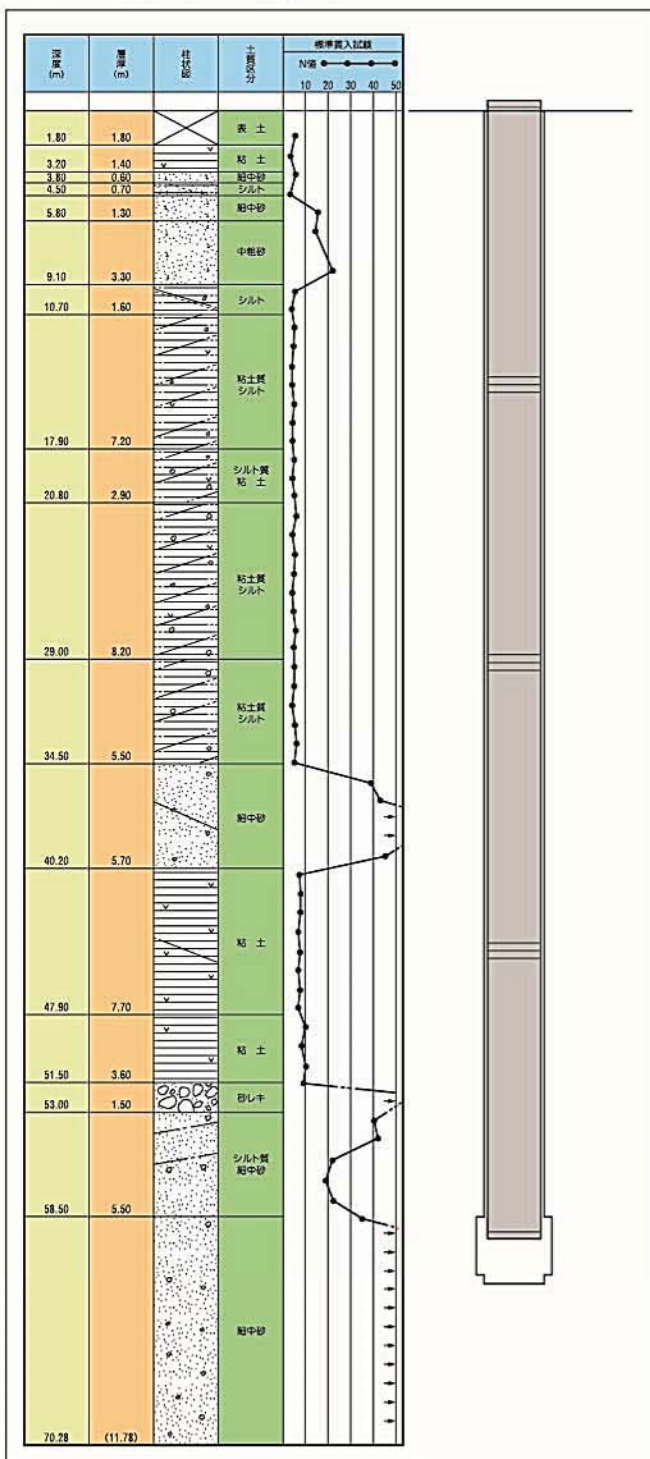 深度(m)
層厚(m)
柱状図
土質区分
標準貫入試験
N値
10 20 30 40 50
1.80 1.80 表土
3.20 1.40 粘土
3.80 0.60 細中砂
4.50 0.70 シルト
5.80 1.30 細中砂
9.10 3.30 中粗砂
10.70 1.60 シルト
17.90 7.20 粘土質シルト
20.80 2.90 シルト質粘土
29.00 8.20 粘土質シルト
34.50 5.50 粘土質シルト
40.20 5.70 細中砂
47.90 7.70 粘土
51.50 3.60 粘土
53.00 1.50 砂レキ
58.50 5.50 シルト質細中砂
70.28 (11.78) 細中砂